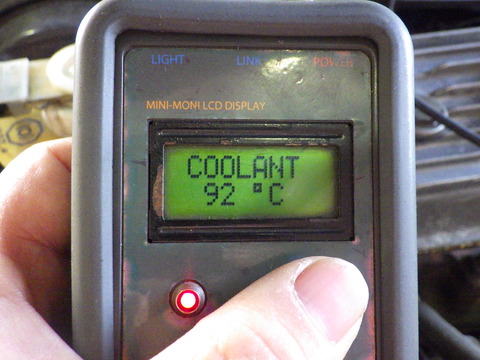 LIGHT LINK POWER
MINI-MONI LCD DISPLAY
COOLANT
92 °C